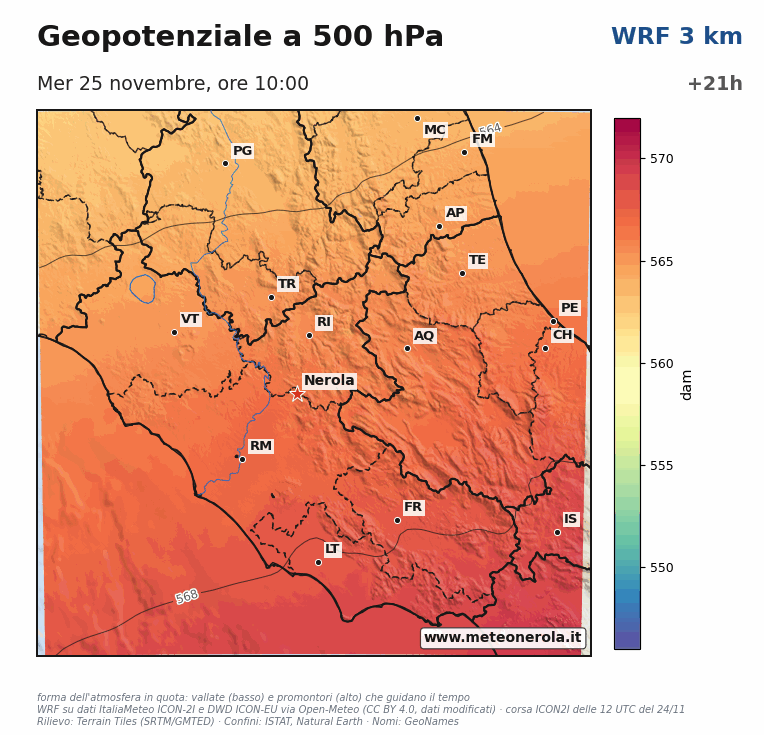 Geopotenziale a 500 hPa
WRF 3 km
Mer 25 novembre, ore 10:00
+21h
MC
564
FM
PG
AP
TE
TR
PE
VT
RI
AQ
CH
Nerola
RM
FR
IS
LT
568
www.meteonerola.it
570
565
560
555
550
dam
forma dell'atmosfera in quota: vallate (basso) e promontori (alto) che guidano il tempo
WRF su dati ItaliaMeteo ICON-2I e DWD ICON-EU via Open-Meteo (CC BY 4.0, dati modificati) · corsa ICON2I delle 12 UTC del 24/11
Rilievo: Terrain Tiles (SRTM/GMTED) · Confini: ISTAT, Natural Earth · Nomi: GeoNames